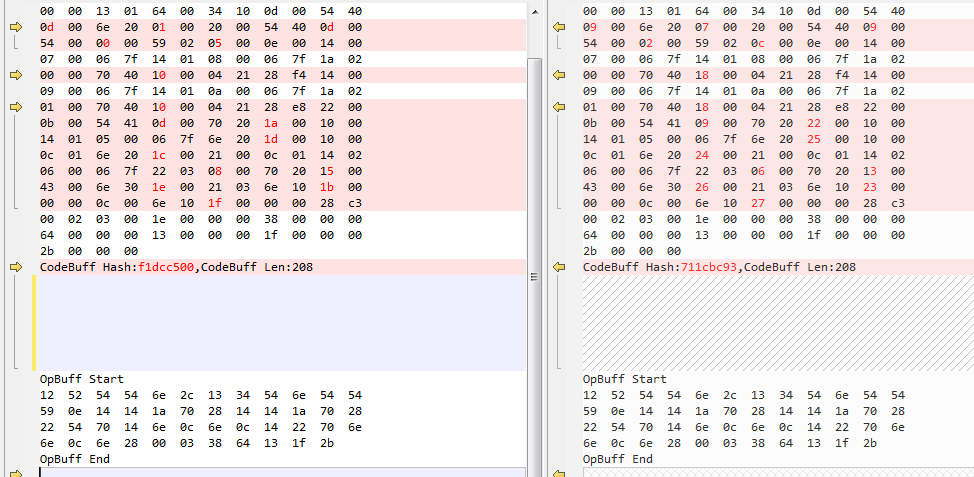 00 00 13 01 64 00 34 10 0d 00 54 40
0d 00 6e 20 01 00 20 00 54 40 0d 00
54 00 00 00 59 02 05 00 0e 00 14 00
07 00 06 7f 14 01 08 00 06 7f 1a 02
00 00 70 40 10 00 04 21 28 f4 14 00
09 00 06 7f 14 01 0a 00 06 7f 1a 02
01 00 70 40 10 00 04 21 28 e8 22 00
0b 00 54 41 0d 00 70 20 1a 00 10 00
14 01 05 00 06 7f 6e 20 1d 00 10 00
0c 01 6e 20 1c 00 21 00 0c 01 14 02
06 00 06 7f 22 03 08 00 70 20 15 00
43 00 6e 30 1e 00 21 03 6e 10 1b 00
00 00 0c 00 6e 10 1f 00 00 00 28 c3
00 02 03 00 1e 00 00 00 38 00 00 00
64 00 00 00 13 00 00 00 1f 00 00 00
2b 00 00 00
CodeBuff Hash:f1dcc500,CodeBuff Len:208
OpBuff Start
12 52 54 54 6e 2c 13 34 54 6e 54 54
59 0e 14 14 1a 70 28 14 14 1a 70 28
22 54 70 14 6e 0c 6e 0c 14 22 70 6e
6e 0c 6e 28 00 03 38 64 13 1f 2b
OpBuff End
00 00 13 01 64 00 34 10 0d 00 54 40
09 00 6e 20 07 00 20 00 54 40 09 00
54 00 02 00 59 02 0c 00 0e 00 14 00
07 00 06 7f 14 01 08 00 06 7f 1a 02
00 00 70 40 18 00 04 21 28 f4 14 00
09 00 06 7f 14 01 0a 00 06 7f 1a 02
01 00 70 40 18 00 04 21 28 e8 22 00
0b 00 54 41 09 00 70 20 22 00 10 00
14 01 05 00 06 7f 6e 20 25 00 10 00
0c 01 6e 20 24 00 21 00 0c 01 14 02
06 00 06 7f 22 03 06 00 70 20 13 00
43 00 6e 30 26 00 21 03 6e 10 23 00
00 00 0c 00 6e 10 27 00 00 00 28 c3
00 02 03 00 1e 00 00 00 38 00 00 00
64 00 00 00 13 00 00 00 1f 00 00 00
2b 00 00 00
CodeBuff Hash:711cbc93,CodeBuff Len:208
OpBuff Start
12 52 54 54 6e 2c 13 34 54 6e 54 54
59 0e 14 14 1a 70 28 14 14 1a 70 28
22 54 70 14 6e 0c 6e 0c 14 22 70 6e
6e 0c 6e 28 00 03 38 64 13 1f 2b
OpBuff End